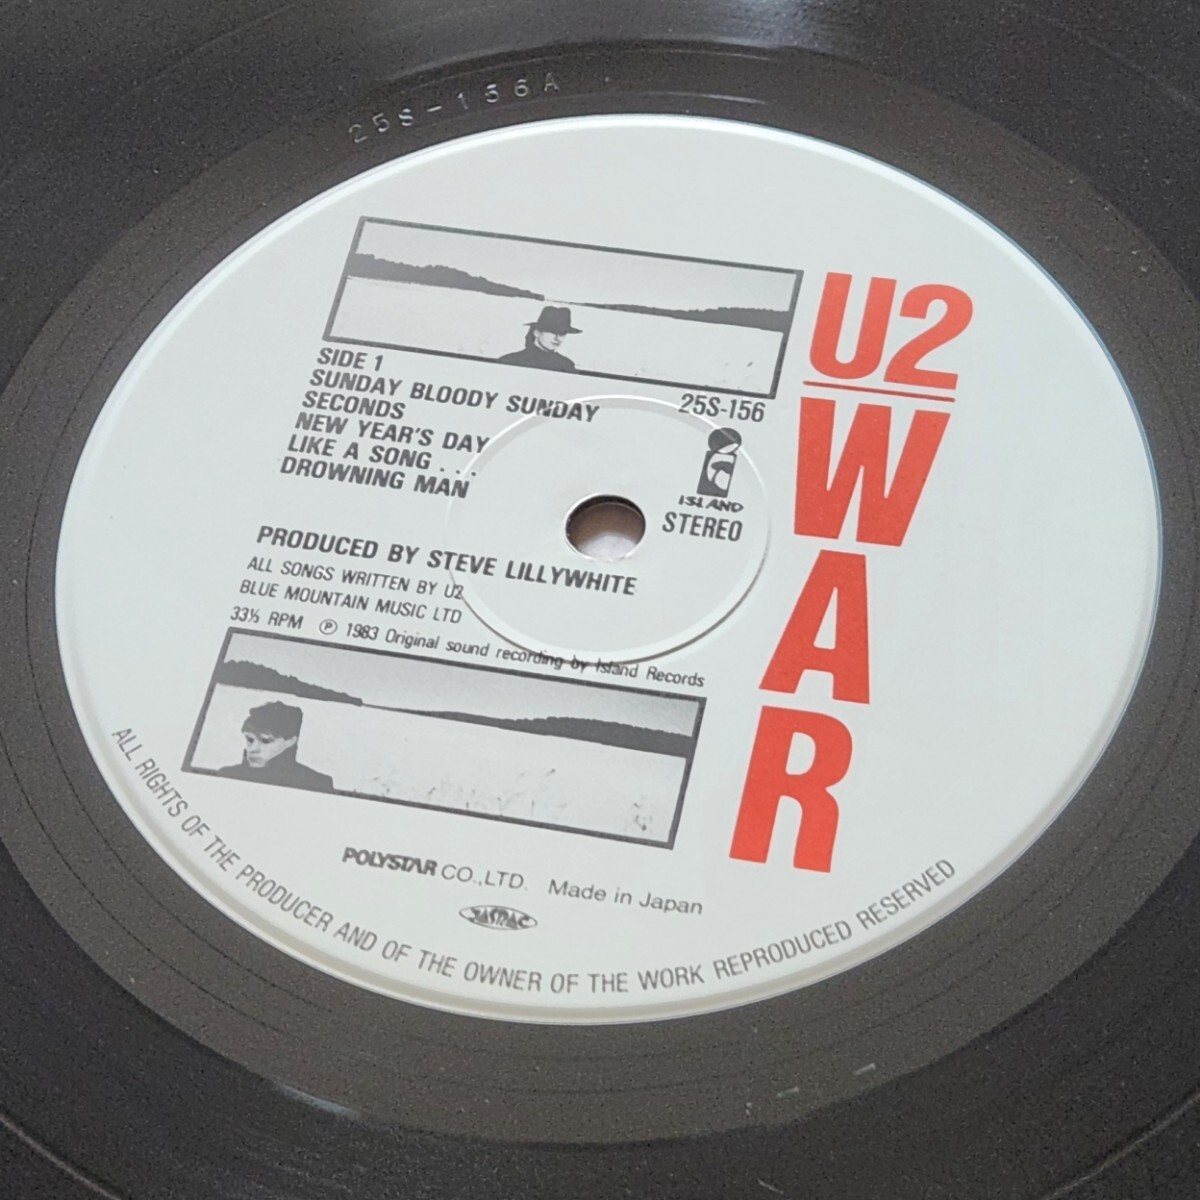 25S-156A
U2
WAR
SIDE 1
SUNDAY BLOODY SUNDAY
SECONDS
NEW YEAR'S DAY
LIKE A SONG . . .
DROWNING MAN
25S-156
ISLAND
STEREO
PRODUCED BY STEVE LILLYWHITE
ALL SONGS WRITTEN BY U2
BLUE MOUNTAIN MUSIC LTD
33⅓ RPM ℗ 1983 Original sound recording by Island Records
POLYSTAR CO.,LTD. Made in Japan
JASRAC
ALL RIGHTS OF THE PRODUCER AND OF THE OWNER OF THE WORK REPRODUCED RESERVED